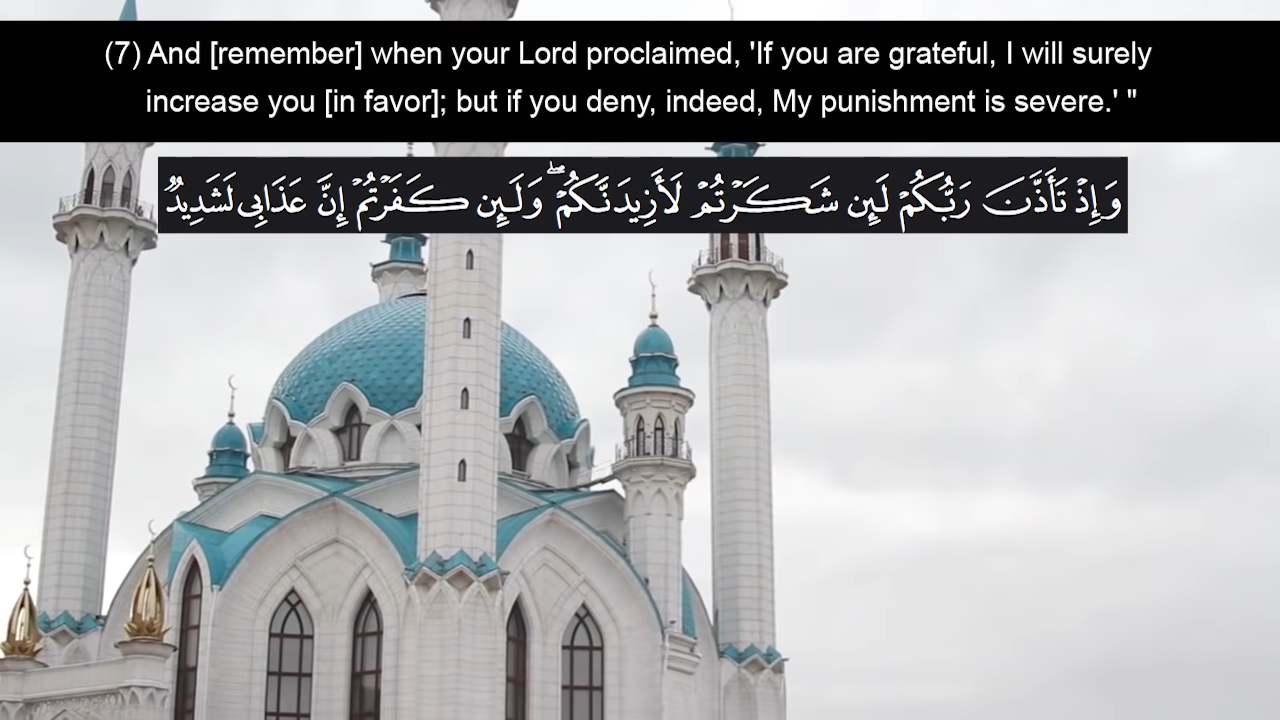 (7) And [remember] when your Lord proclaimed, 'If you are grateful, I will surely
increase you [in favor]; but if you deny, indeed, My punishment is severe.' "
وَإِذْ تَأَذَّنَ رَبُّكُمْ لَئِن شَكَرْتُمْ لَأَزِيدَنَّكُمْ ۖ وَلَئِن كَفَرْتُمْ إِنَّ عَذَابِى لَشَدِيدٌ